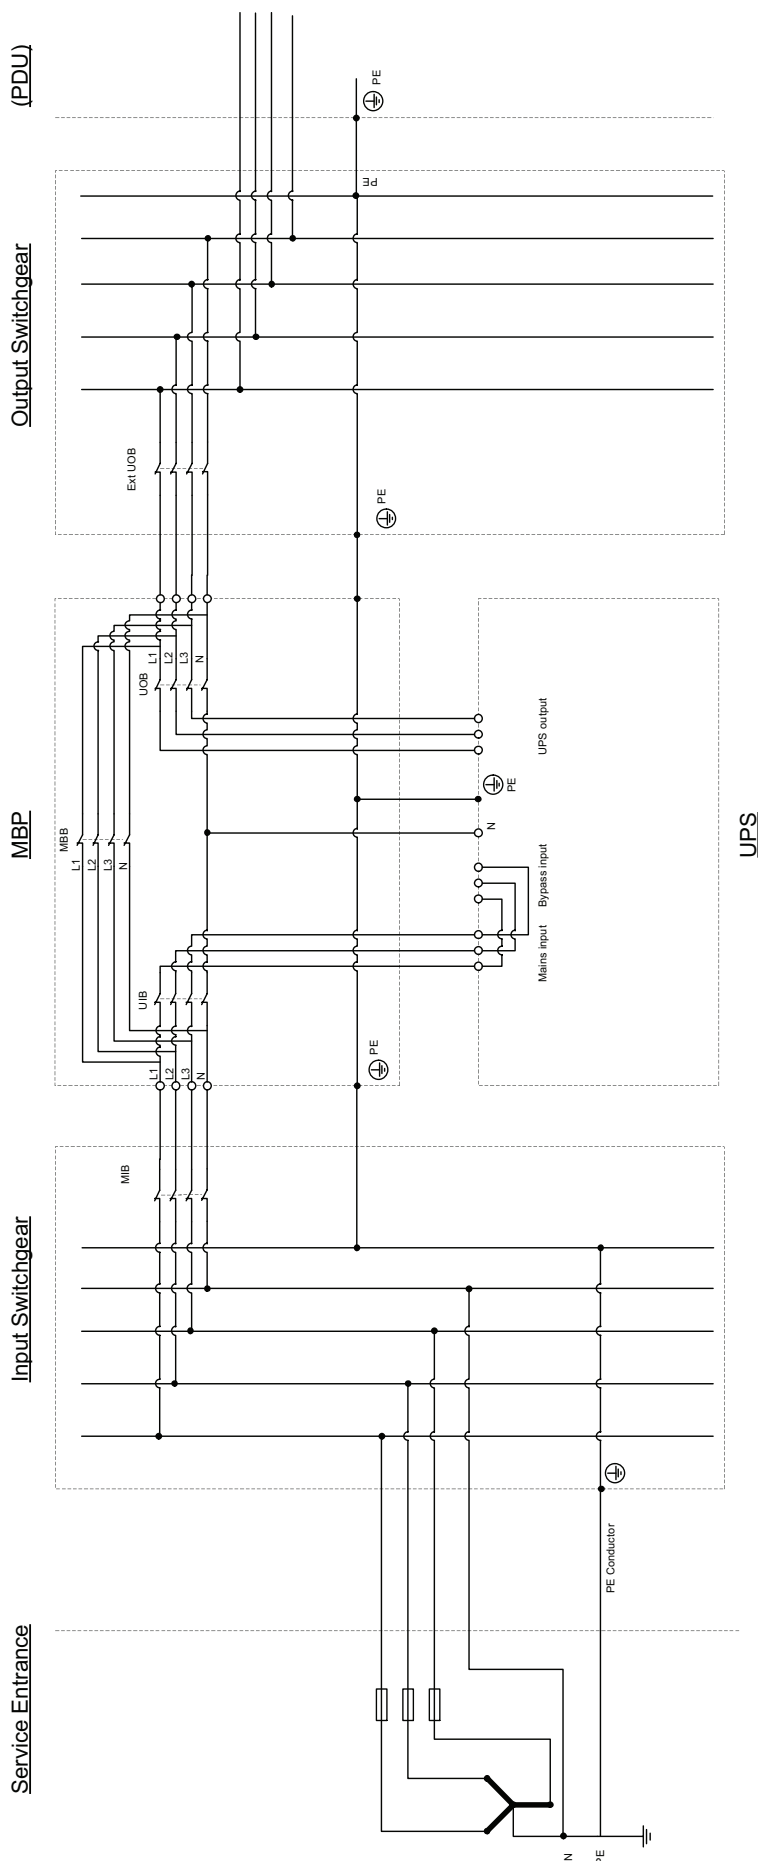 Service Entrance
Input Switchgear
MBP
Output Switchgear
(PDU)
UPS
N
PE
PE Conductor
MIB
L1
L2
L3
N
PE
UIB
L1
L2
L3
N
MBB
UOB
L1
L2
L3
N
Mains input
Bypass input
N
PE
UPS output
PE
Ext UOB
PE
PE